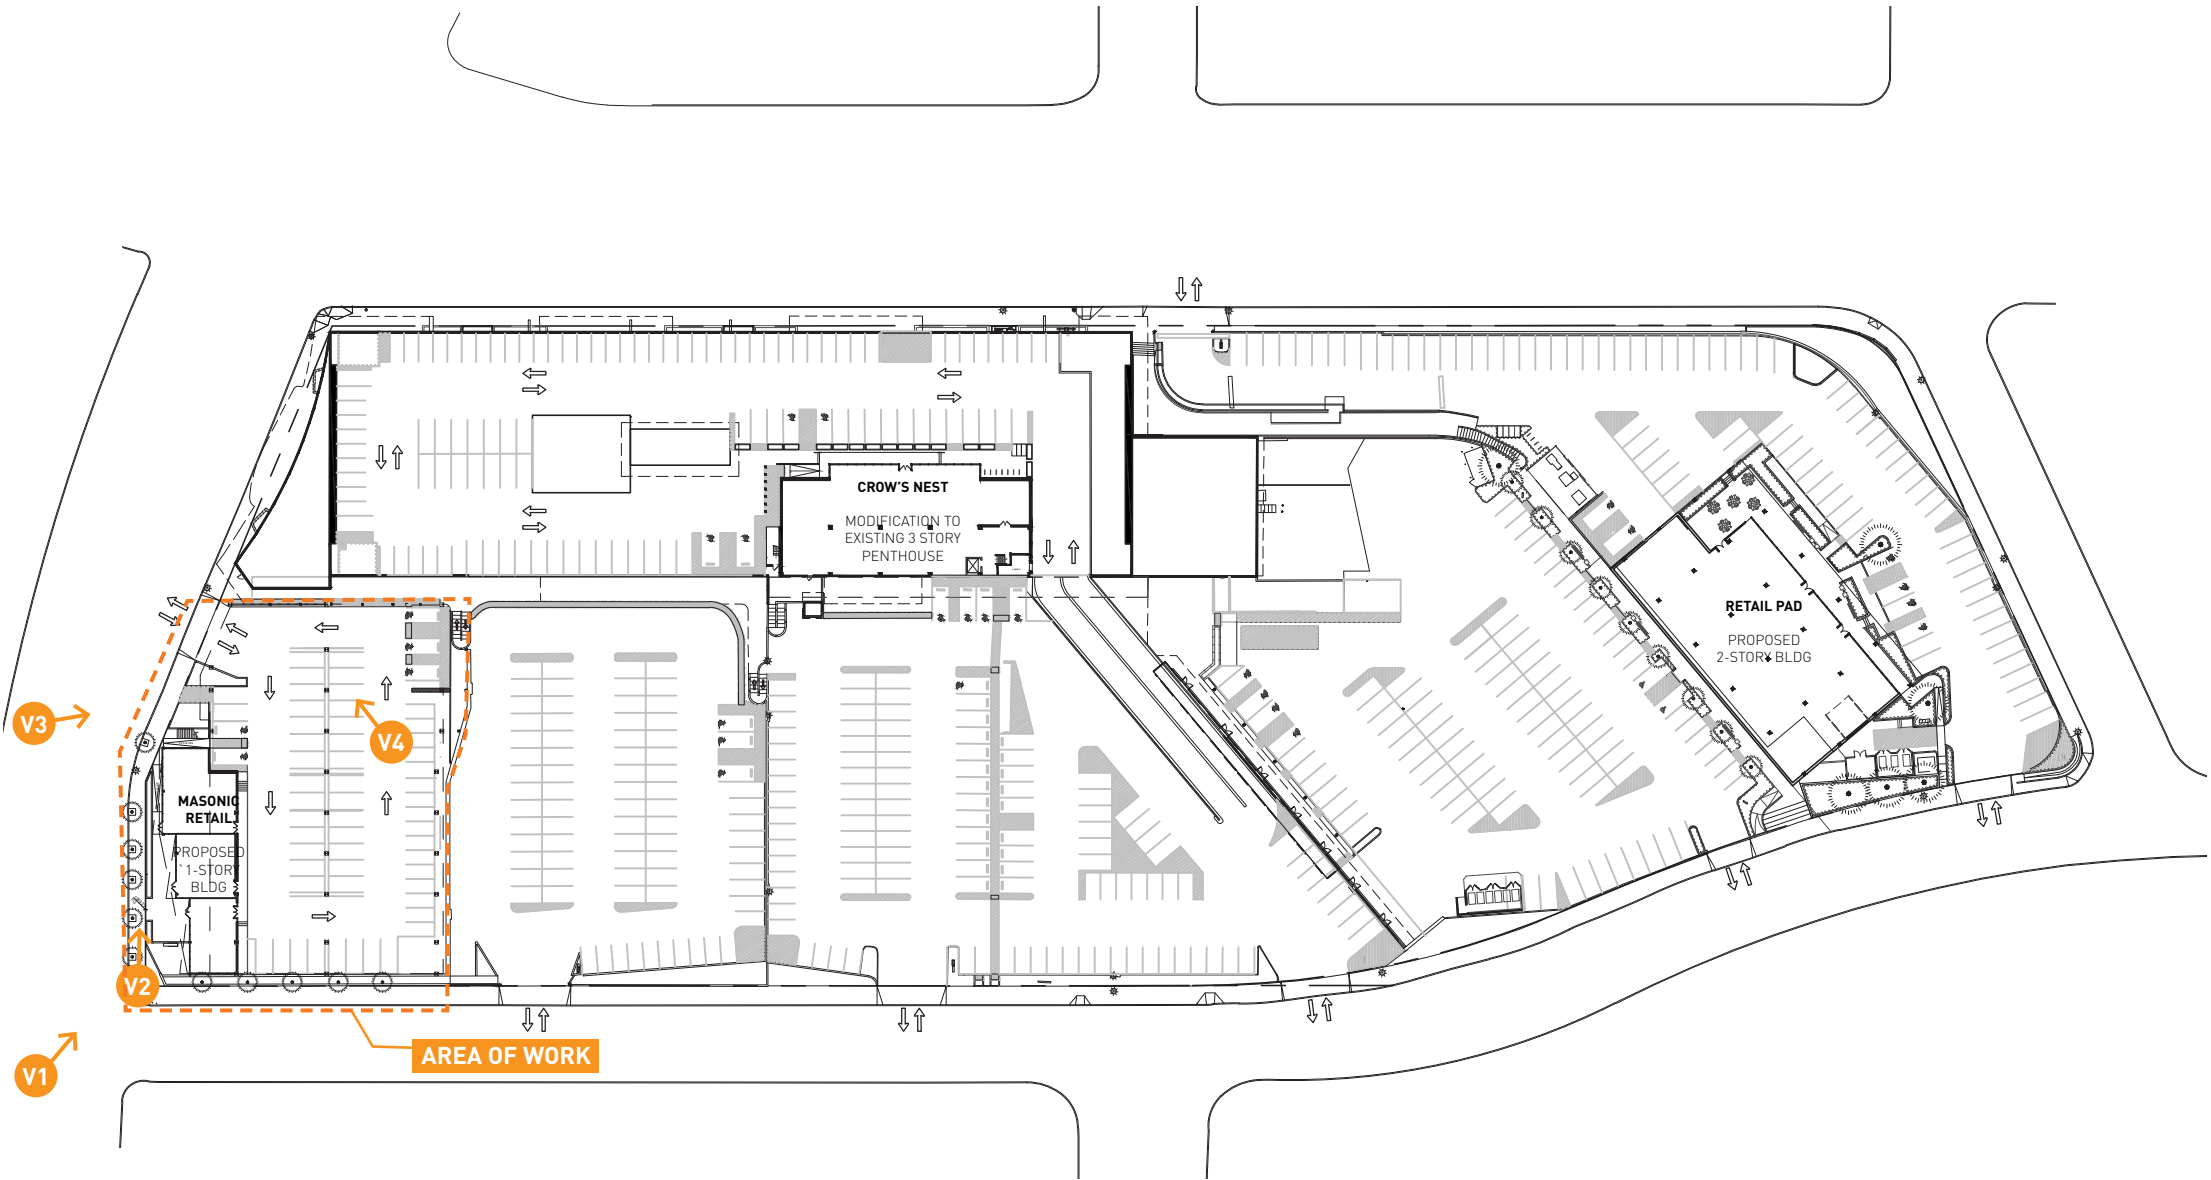 CROW'S NEST
MODIFICATION TO
EXISTING 3 STORY
PENTHOUSE
RETAIL PAD
PROPOSED
2-STORY BLDG
V3
V4
MASONIC
RETAIL
PROPOSED
1-STORY
BLDG
V2
AREA OF WORK
V1